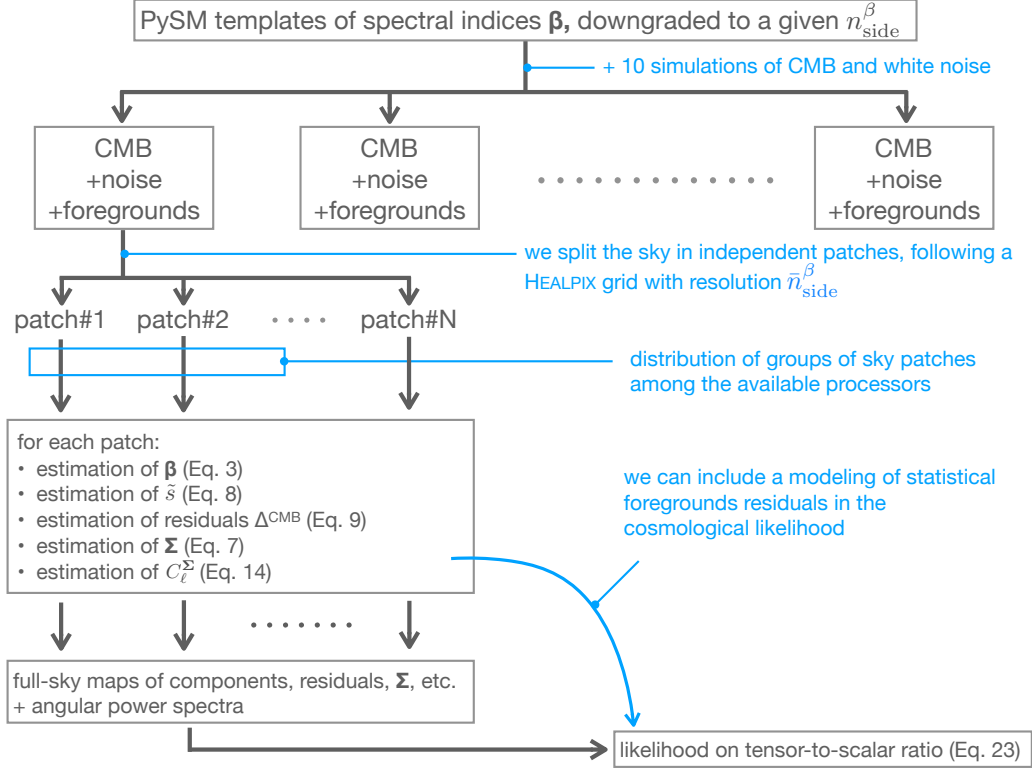 PySM templates of spectral indices β, downgraded to a given n_side^β
+ 10 simulations of CMB and white noise
CMB
+noise
+foregrounds
CMB
+noise
+foregrounds
CMB
+noise
+foregrounds
we split the sky in independent patches, following a
HEALPIX grid with resolution n̄_side^β
patch#1
patch#2
patch#N
distribution of groups of sky patches
among the available processors
for each patch:
• estimation of β (Eq. 3)
• estimation of s̃ (Eq. 8)
• estimation of residuals Δ^CMB (Eq. 9)
• estimation of Σ (Eq. 7)
• estimation of C_ℓ^Σ (Eq. 14)
we can include a modeling of statistical
foregrounds residuals in the
cosmological likelihood
full-sky maps of components, residuals, Σ, etc.
+ angular power spectra
likelihood on tensor-to-scalar ratio (Eq. 23)